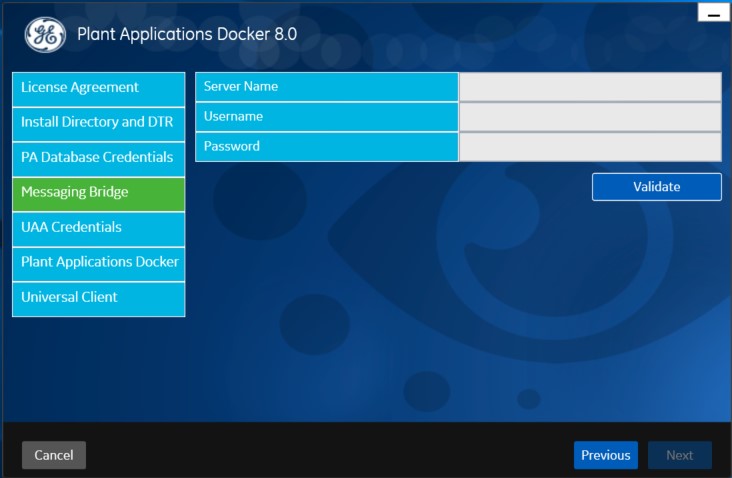 GE
Plant Applications Docker 8.0
License Agreement
Install Directory and DTR
PA Database Credentials
Messaging Bridge
UAA Credentials
Plant Applications Docker
Universal Client
Server Name
Username
Password
Validate
Cancel
Previous
Next